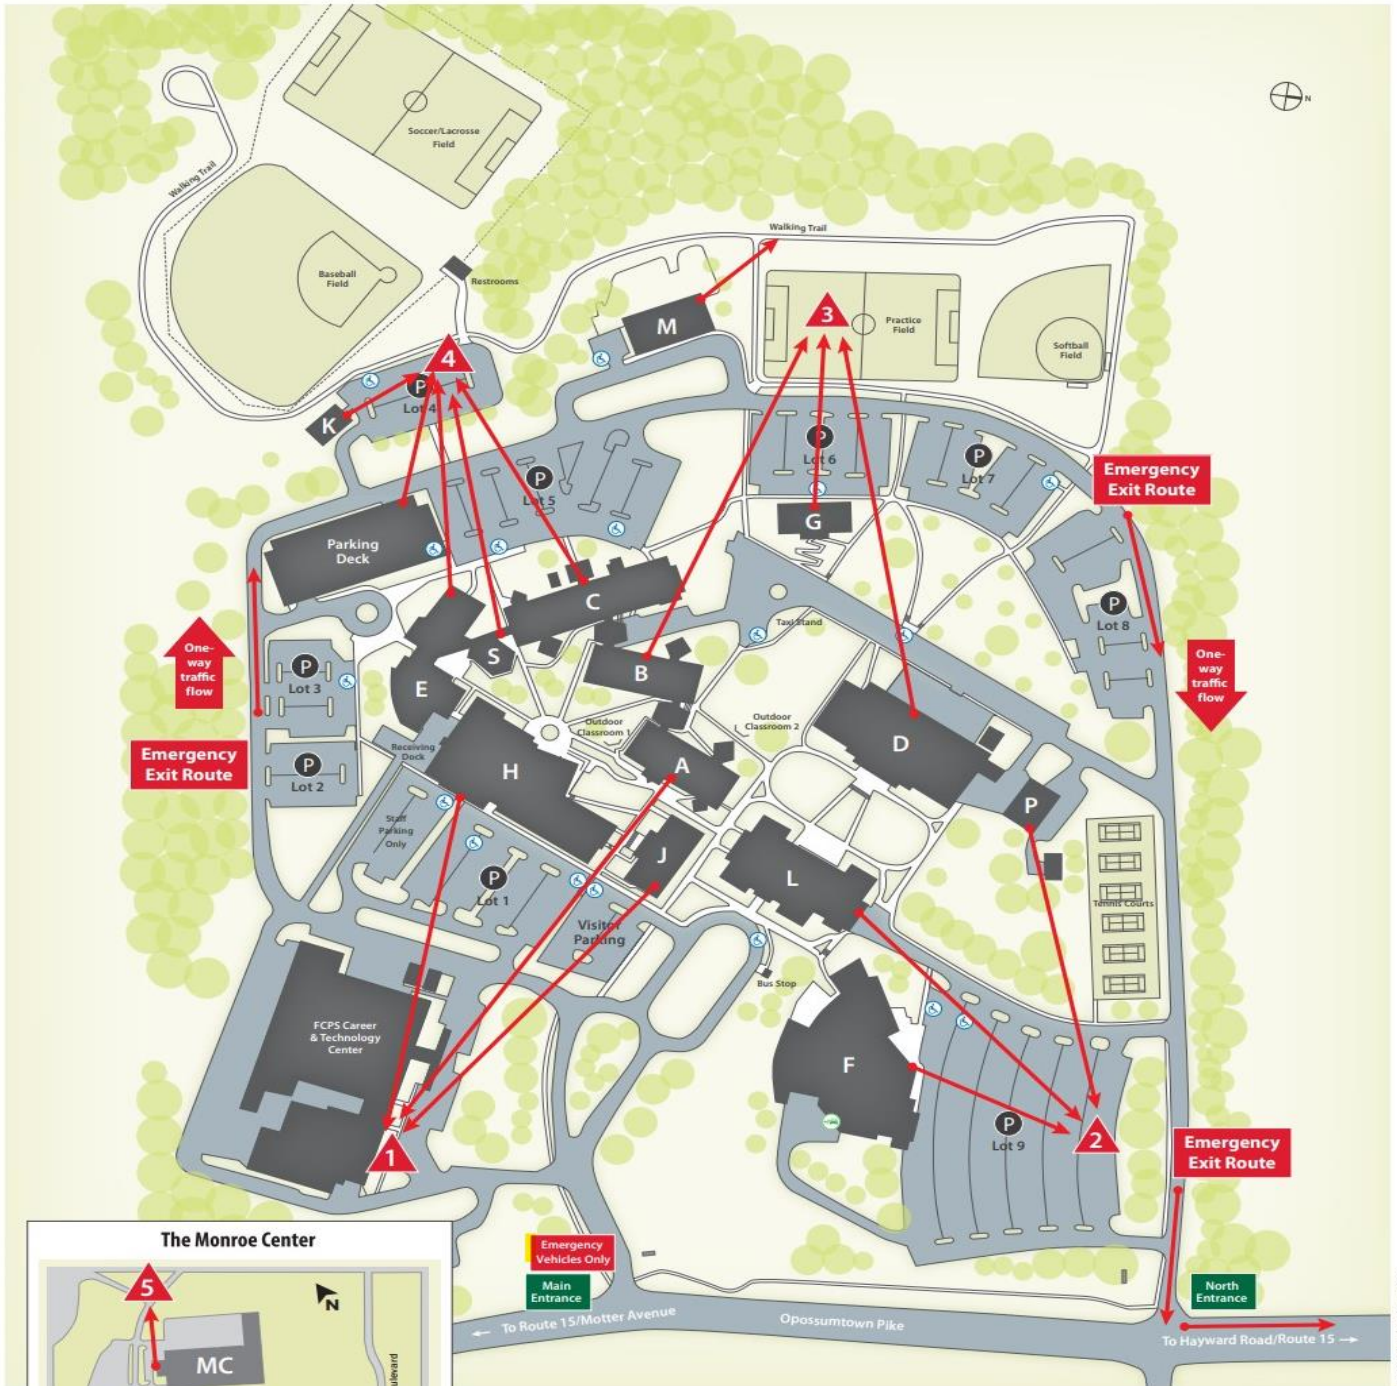 Soccer/Lacrosse
Field
N
Walking Trail
Walking Trail
Baseball
Field
Restrooms
M
3
Practice
Field
Softball
Field
4
P
Lot 4
K
P
Lot 5
P
Lot 6
P
Lot 7
Emergency
Exit Route
G
Parking
Deck
C
P
Lot 8
Taxi Stand
One-
way
traffic
flow
P
Lot 3
S
B
E
One-
way
traffic
flow
Outdoor
Classroom 1
Outdoor
Classroom 2
Emergency
Exit Route
Receiving
Dock
P
Lot 2
H
A
D
P
Staff
Parking
Only
J
L
P
Lot 1
Tennis Courts
Visitor
Parking
Bus Stop
FCPS Career
& Technology
Center
F
P
Lot 9
2
1
Emergency
Exit Route
The Monroe Center
5
N
MC
ulevard
Emergency
Vehicles Only
Main
Entrance
North
Entrance
← To Route 15/Motter Avenue
Opossumtown Pike
To Hayward Road/Route 15 →